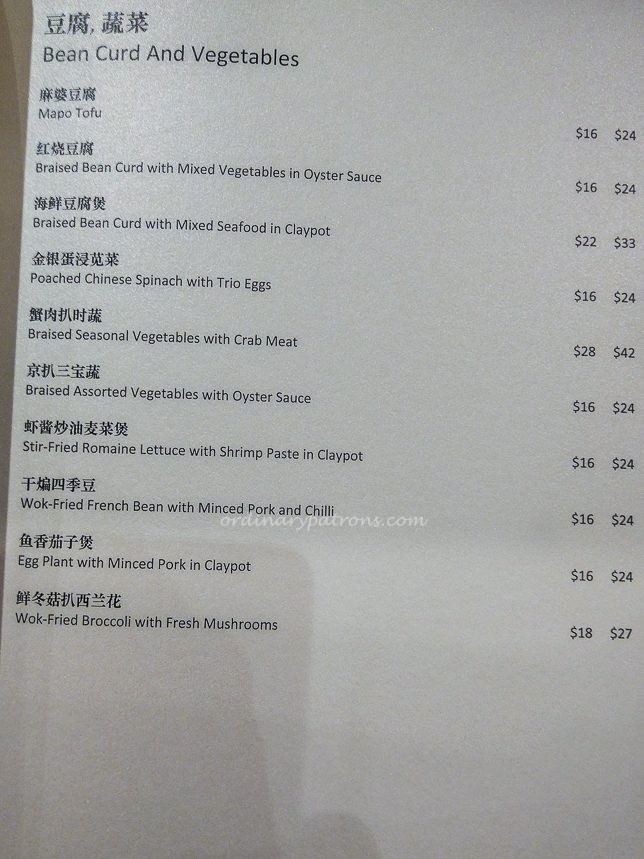 豆腐, 蔬菜
Bean Curd And Vegetables
麻婆豆腐
Mapo Tofu
$16 $24
红烧豆腐
Braised Bean Curd with Mixed Vegetables in Oyster Sauce
$16 $24
海鲜豆腐煲
Braised Bean Curd with Mixed Seafood in Claypot
$22 $33
金银蛋浸苋菜
Poached Chinese Spinach with Trio Eggs
$16 $24
蟹肉扒时蔬
Braised Seasonal Vegetables with Crab Meat
$28 $42
京扒三宝蔬
Braised Assorted Vegetables with Oyster Sauce
$16 $24
虾酱炒油麦菜煲
Stir-Fried Romaine Lettuce with Shrimp Paste in Claypot
$16 $24
干煸四季豆
Wok-Fried French Bean with Minced Pork and Chilli
ordinarypatrons.com
$16 $24
鱼香茄子煲
Egg Plant with Minced Pork in Claypot
$16 $24
鲜冬菇扒西兰花
Wok-Fried Broccoli with Fresh Mushrooms
$18 $27